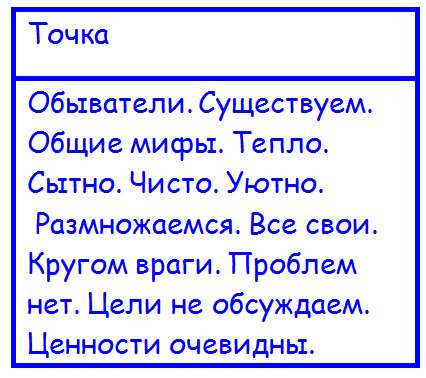 Точка
Обыватели. Существуем.
Общие мифы. Тепло.
Сытно. Чисто. Уютно.
Размножаемся. Все свои.
Кругом враги. Проблем
нет. Цели не обсуждаем.
Ценности очевидны.